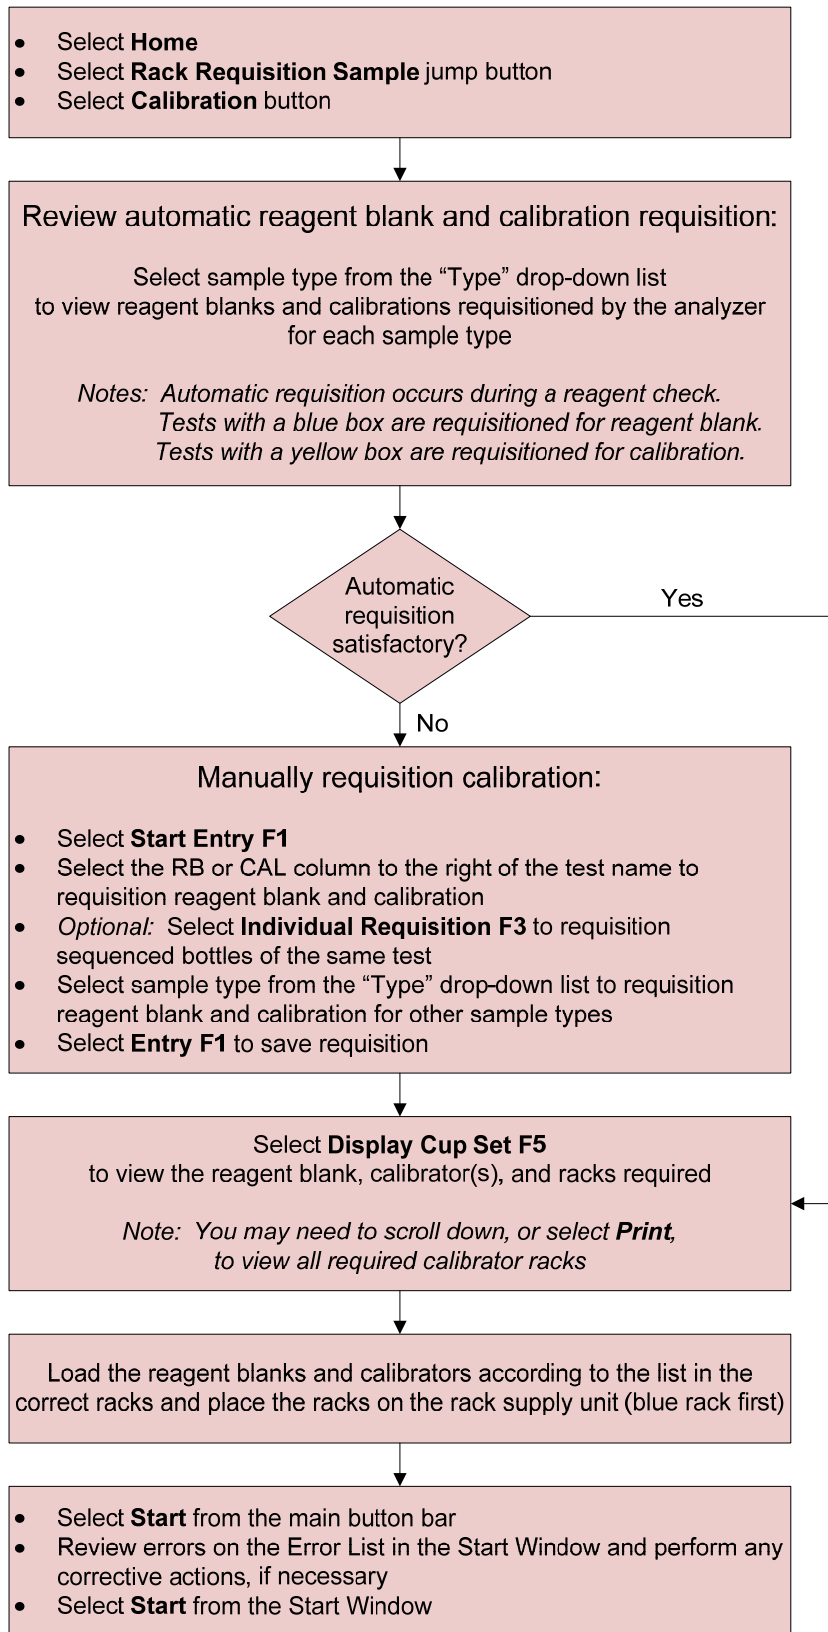 • Select Home
• Select Rack Requisition Sample jump button
• Select Calibration button
Review automatic reagent blank and calibration requisition:
Select sample type from the “Type” drop-down list
to view reagent blanks and calibrations requisitioned by the analyzer
for each sample type
Notes: Automatic requisition occurs during a reagent check.
Tests with a blue box are requisitioned for reagent blank.
Tests with a yellow box are requisitioned for calibration.
Automatic
requisition
satisfactory?
Yes
No
Manually requisition calibration:
• Select Start Entry F1
• Select the RB or CAL column to the right of the test name to
requisition reagent blank and calibration
• Optional: Select Individual Requisition F3 to requisition
sequenced bottles of the same test
• Select sample type from the “Type” drop-down list to requisition
reagent blank and calibration for other sample types
• Select Entry F1 to save requisition
Select Display Cup Set F5
to view the reagent blank, calibrator(s), and racks required
Note: You may need to scroll down, or select Print,
to view all required calibrator racks
Load the reagent blanks and calibrators according to the list in the
correct racks and place the racks on the rack supply unit (blue rack first)
• Select Start from the main button bar
• Review errors on the Error List in the Start Window and perform any
corrective actions, if necessary
• Select Start from the Start Window